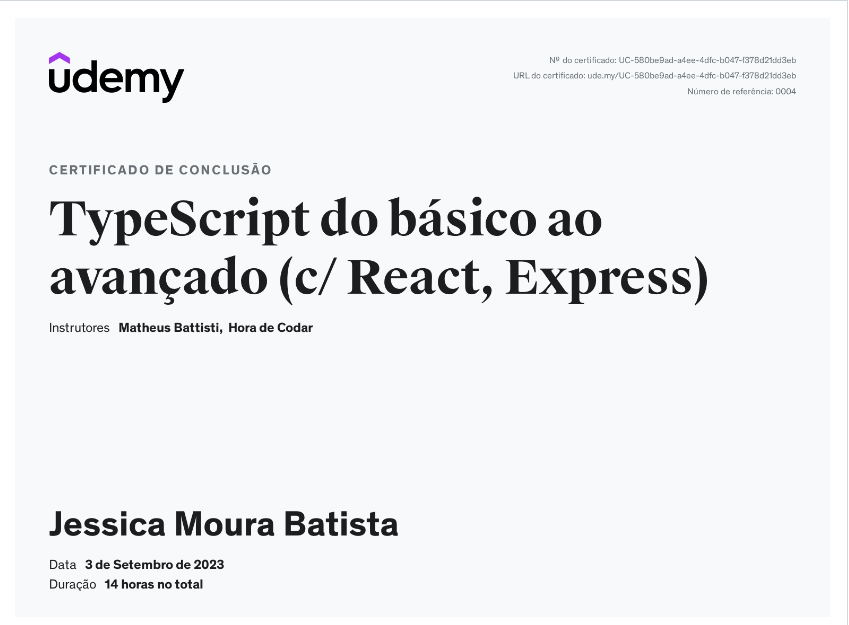 udemy
Nº do certificado: UC-580be9ad-a4ee-4dfc-b047-f378d21dd3eb
URL do certificado: ude.my/UC-580be9ad-a4ee-4dfc-b047-f378d21dd3eb
Número de referência: 0004
CERTIFICADO DE CONCLUSÃO
TypeScript do básico ao
avançado (c/ React, Express)
Instrutores Matheus Battisti, Hora de Codar
Jessica Moura Batista
Data 3 de Setembro de 2023
Duração 14 horas no total